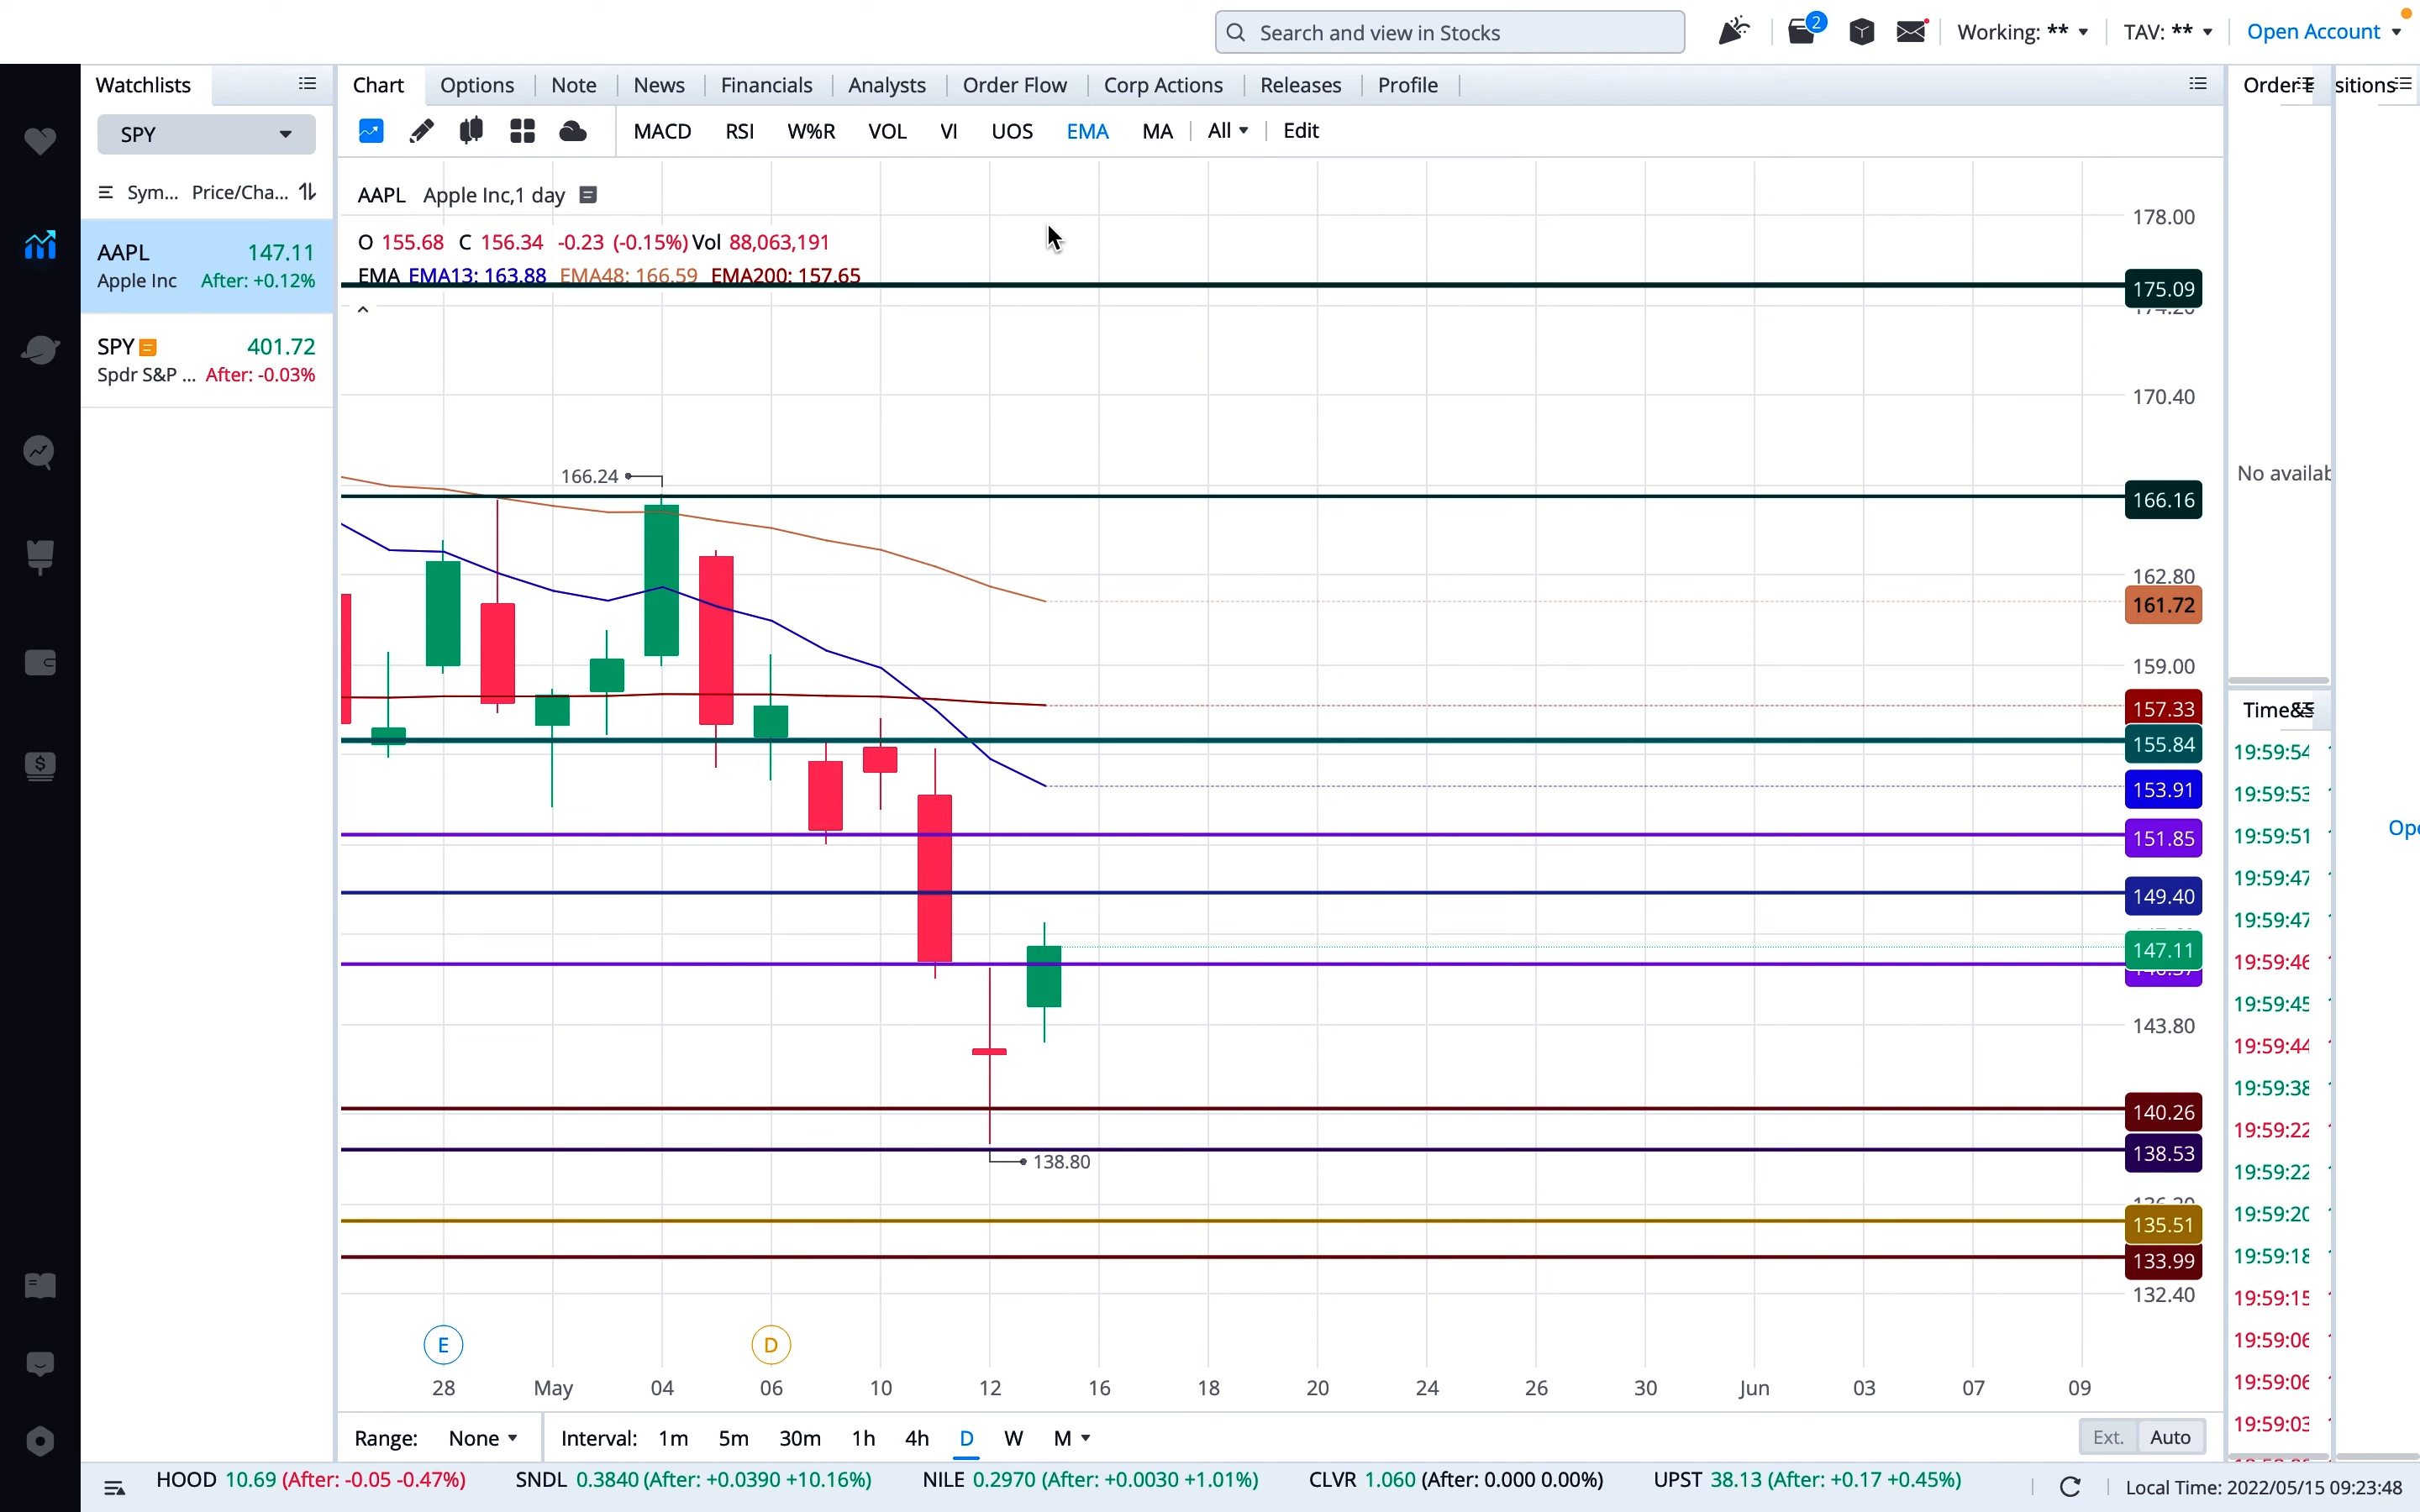 Search and view in Stocks
2
Working: **
TAV: **
Open Account
Watchlists
Chart Options Note News Financials Analysts Order Flow Corp Actions Releases Profile
SPY
MACD RSI W%R VOL VI UOS EMA MA All Edit
Sym... Price/Cha...
AAPL 147.11
Apple Inc After: +0.12%
SPY 401.72
Spdr S&P ... After: -0.03%
AAPL Apple Inc,1 day
O 155.68 C 156.34 -0.23 (-0.15%) Vol 88,063,191
EMA EMA13: 163.88 EMA48: 166.59 EMA200: 157.65
178.00
175.09
170.40
166.24
166.16
162.80
161.72
159.00
157.33
155.84
153.91
151.85
149.40
147.11
143.80
140.26
138.53
138.80
135.51
133.99
132.40
E
D
28 May 04 06 10 12 16 18 20 24 26 30 Jun 03 07 09
Range: None Interval: 1m 5m 30m 1h 4h D W M
Ext. Auto
Order
sitions
No availab
Time&S
19:59:54
19:59:53
19:59:51
19:59:47
19:59:47
19:59:46
19:59:45
19:59:44
19:59:38
19:59:22
19:59:22
19:59:20
19:59:18
19:59:15
19:59:06
19:59:06
19:59:03
Ope
HOOD 10.69 (After: -0.05 -0.47%) SNDL 0.3840 (After: +0.0390 +10.16%) NILE 0.2970 (After: +0.0030 +1.01%) CLVR 1.060 (After: 0.000 0.00%) UPST 38.13 (After: +0.17 +0.45%)
Local Time: 2022/05/15 09:23:48